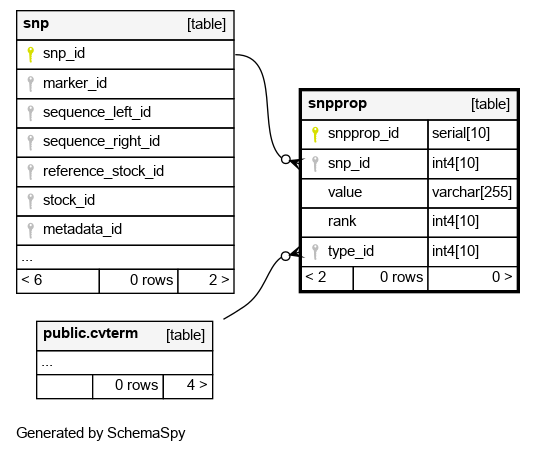 snp [table]
snp_id
marker_id
sequence_left_id
sequence_right_id
reference_stock_id
stock_id
metadata_id
...
< 6 0 rows 2 >
snpprop [table]
snpprop_id serial[10]
snp_id int4[10]
value varchar[255]
rank int4[10]
type_id int4[10]
< 2 0 rows 0 >
public.cvterm [table]
...
0 rows 4 >
Generated by SchemaSpy